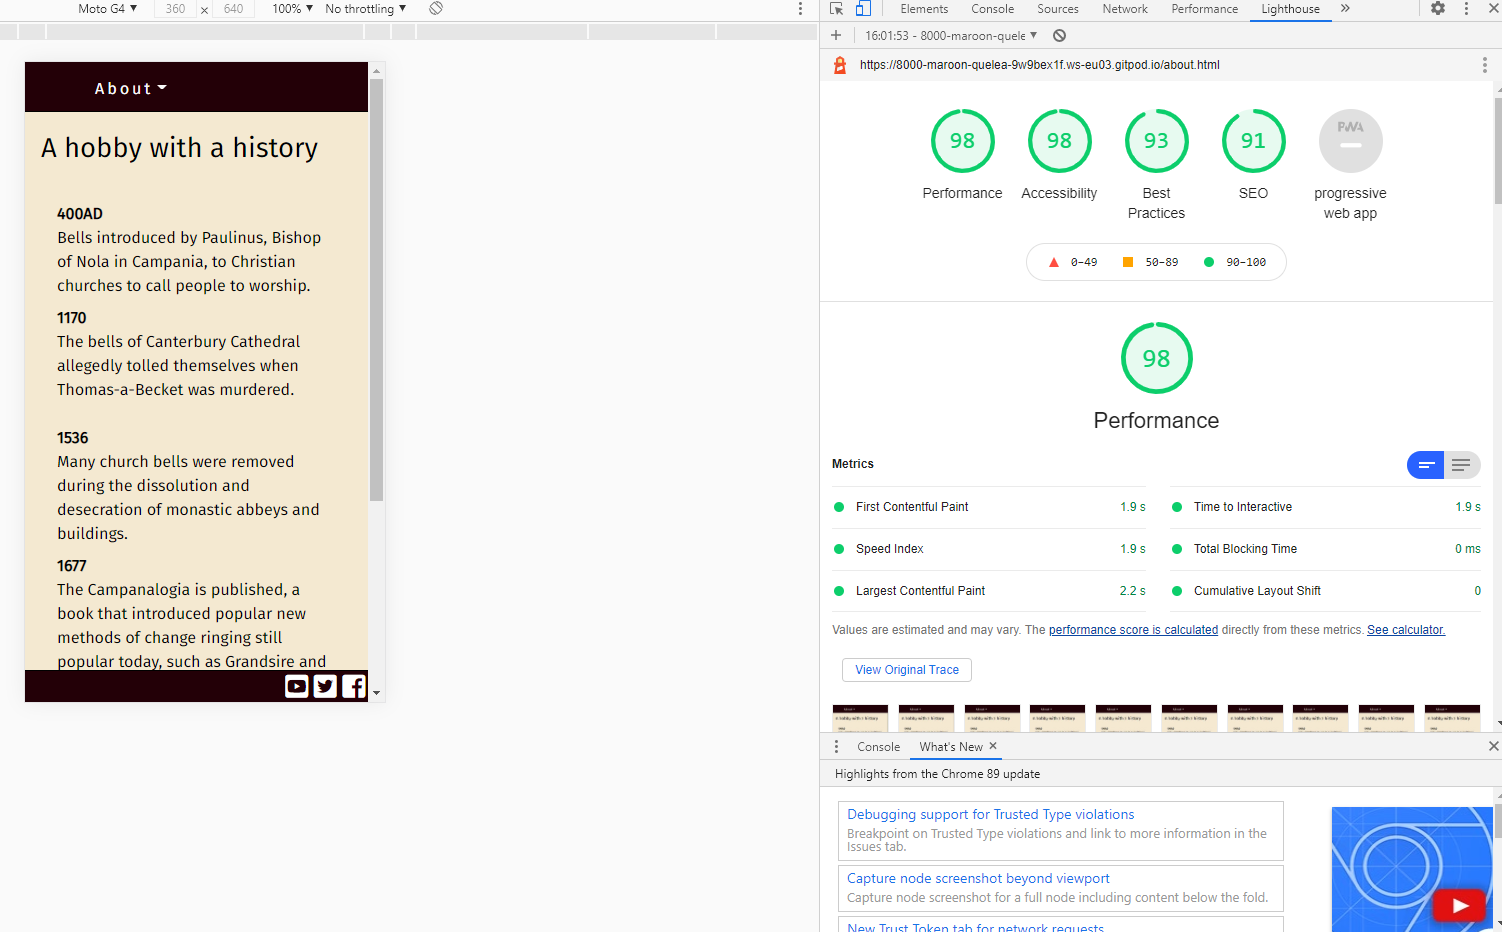 Moto G4 ▼ 360 × 640 100% ▼ No throttling ▼
Elements Console Sources Network Performance Lighthouse »
16:01:53 - 8000-maroon-quele ▼
https://8000-maroon-quelea-9w9bex1f.ws-eu03.gitpod.io/about.html
About
A hobby with a history
400AD
Bells introduced by Paulinus, Bishop
of Nola in Campania, to Christian
churches to call people to worship.
1170
The bells of Canterbury Cathedral
allegedly tolled themselves when
Thomas-a-Becket was murdered.
1536
Many church bells were removed
during the dissolution and
desecration of monastic abbeys and
buildings.
1677
The Campanalogia is published, a
book that introduced popular new
methods of change ringing still
popular today, such as Grandsire and
98 98 93 91 PWA
Performance Accessibility Best Practices SEO progressive web app
0–49 50–89 90–100
98
Performance
Metrics
First Contentful Paint 1.9 s
Time to Interactive 1.9 s
Speed Index 1.9 s
Total Blocking Time 0 ms
Largest Contentful Paint 2.2 s
Cumulative Layout Shift 0
Values are estimated and may vary. The performance score is calculated directly from these metrics. See calculator.
View Original Trace
Console What's New ×
Highlights from the Chrome 89 update
Debugging support for Trusted Type violations
Breakpoint on Trusted Type violations and link to more information in the
Issues tab.
Capture node screenshot beyond viewport
Capture node screenshot for a full node including content below the fold.
New Trust Token tab for network requests